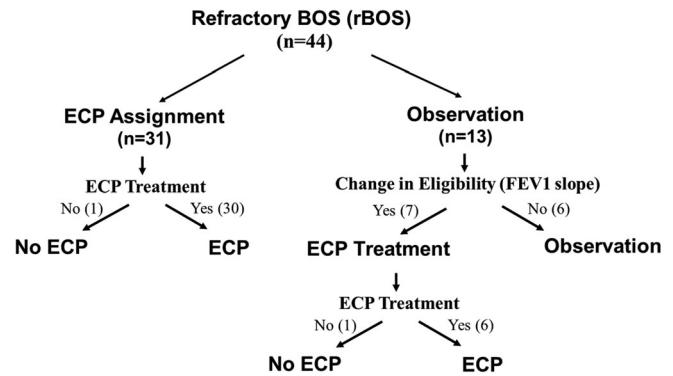 Refractory BOS (rBOS)
(n=44)
ECP Assignment
(n=31)
Observation
(n=13)
ECP Treatment
Change in Eligibility (FEV1 slope)
No (1)
Yes (30)
Yes (7)
No (6)
No ECP
ECP
ECP Treatment
Observation
ECP Treatment
No (1)
Yes (6)
No ECP
ECP